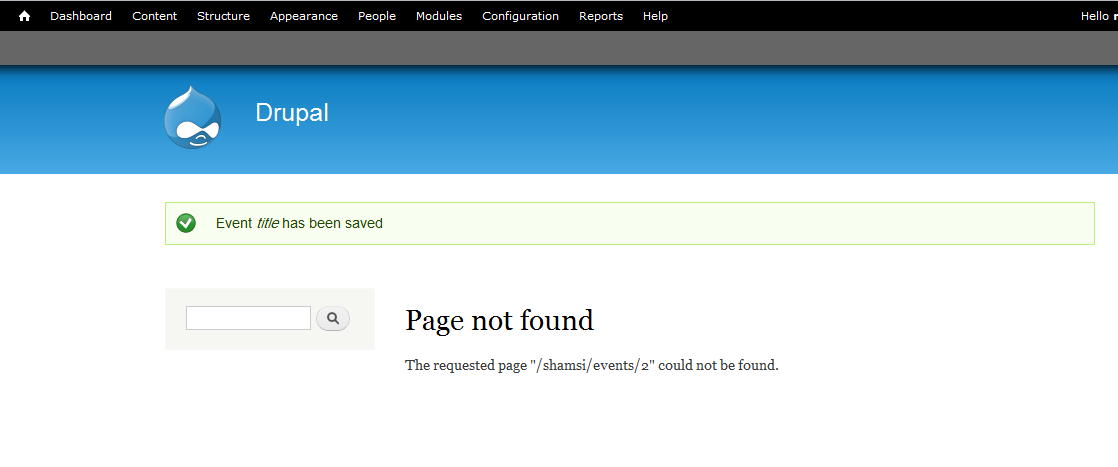 Dashboard Content Structure Appearance People Modules Configuration Reports Help Hello
Drupal
Event title has been saved
Page not found
The requested page "/shamsi/events/2" could not be found.